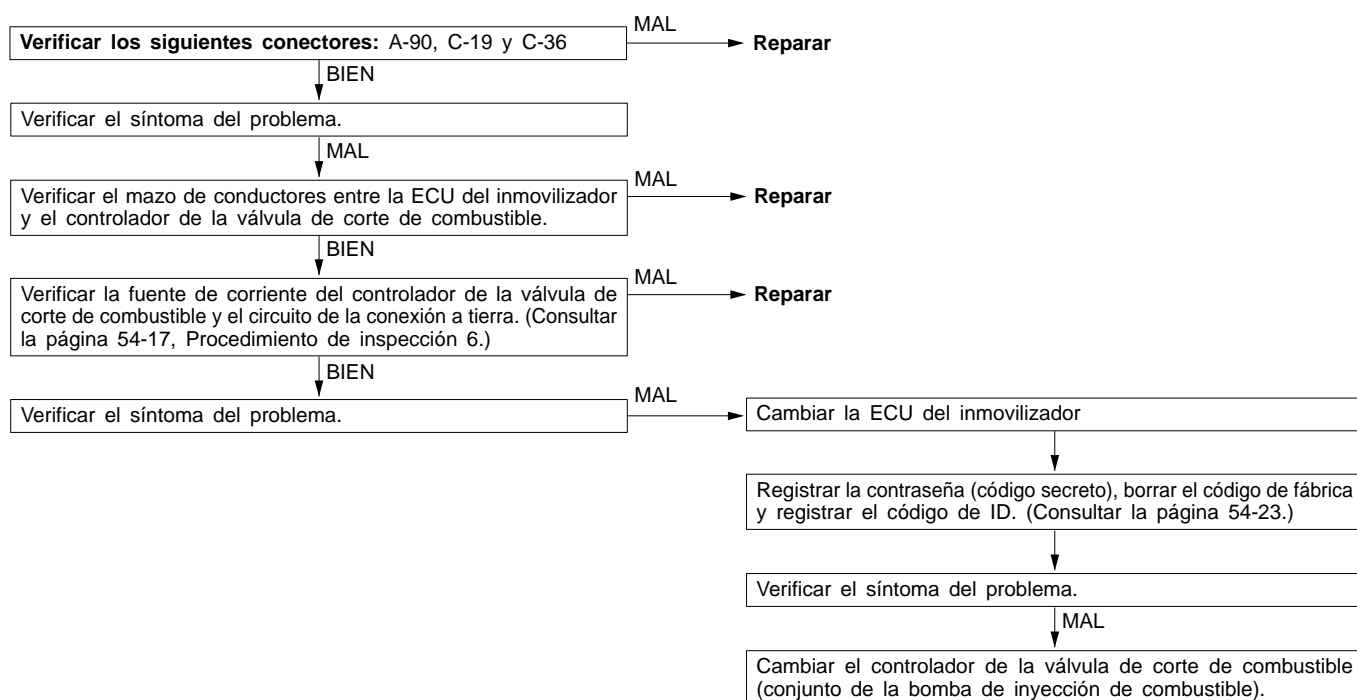 Verificar los siguientes conectores: A-90, C-19 y C-36
MAL
Reparar
BIEN
Verificar el síntoma del problema.
MAL
Verificar el mazo de conductores entre la ECU del inmovilizador
y el controlador de la válvula de corte de combustible.
MAL
Reparar
BIEN
Verificar la fuente de corriente del controlador de la válvula de
corte de combustible y el circuito de la conexión a tierra. (Consultar
la página 54-17, Procedimiento de inspección 6.)
MAL
Reparar
BIEN
Verificar el síntoma del problema.
MAL
Cambiar la ECU del inmovilizador
Registrar la contraseña (código secreto), borrar el código de fábrica
y registrar el código de ID. (Consultar la página 54-23.)
Verificar el síntoma del problema.
MAL
Cambiar el controlador de la válvula de corte de combustible
(conjunto de la bomba de inyección de combustible).